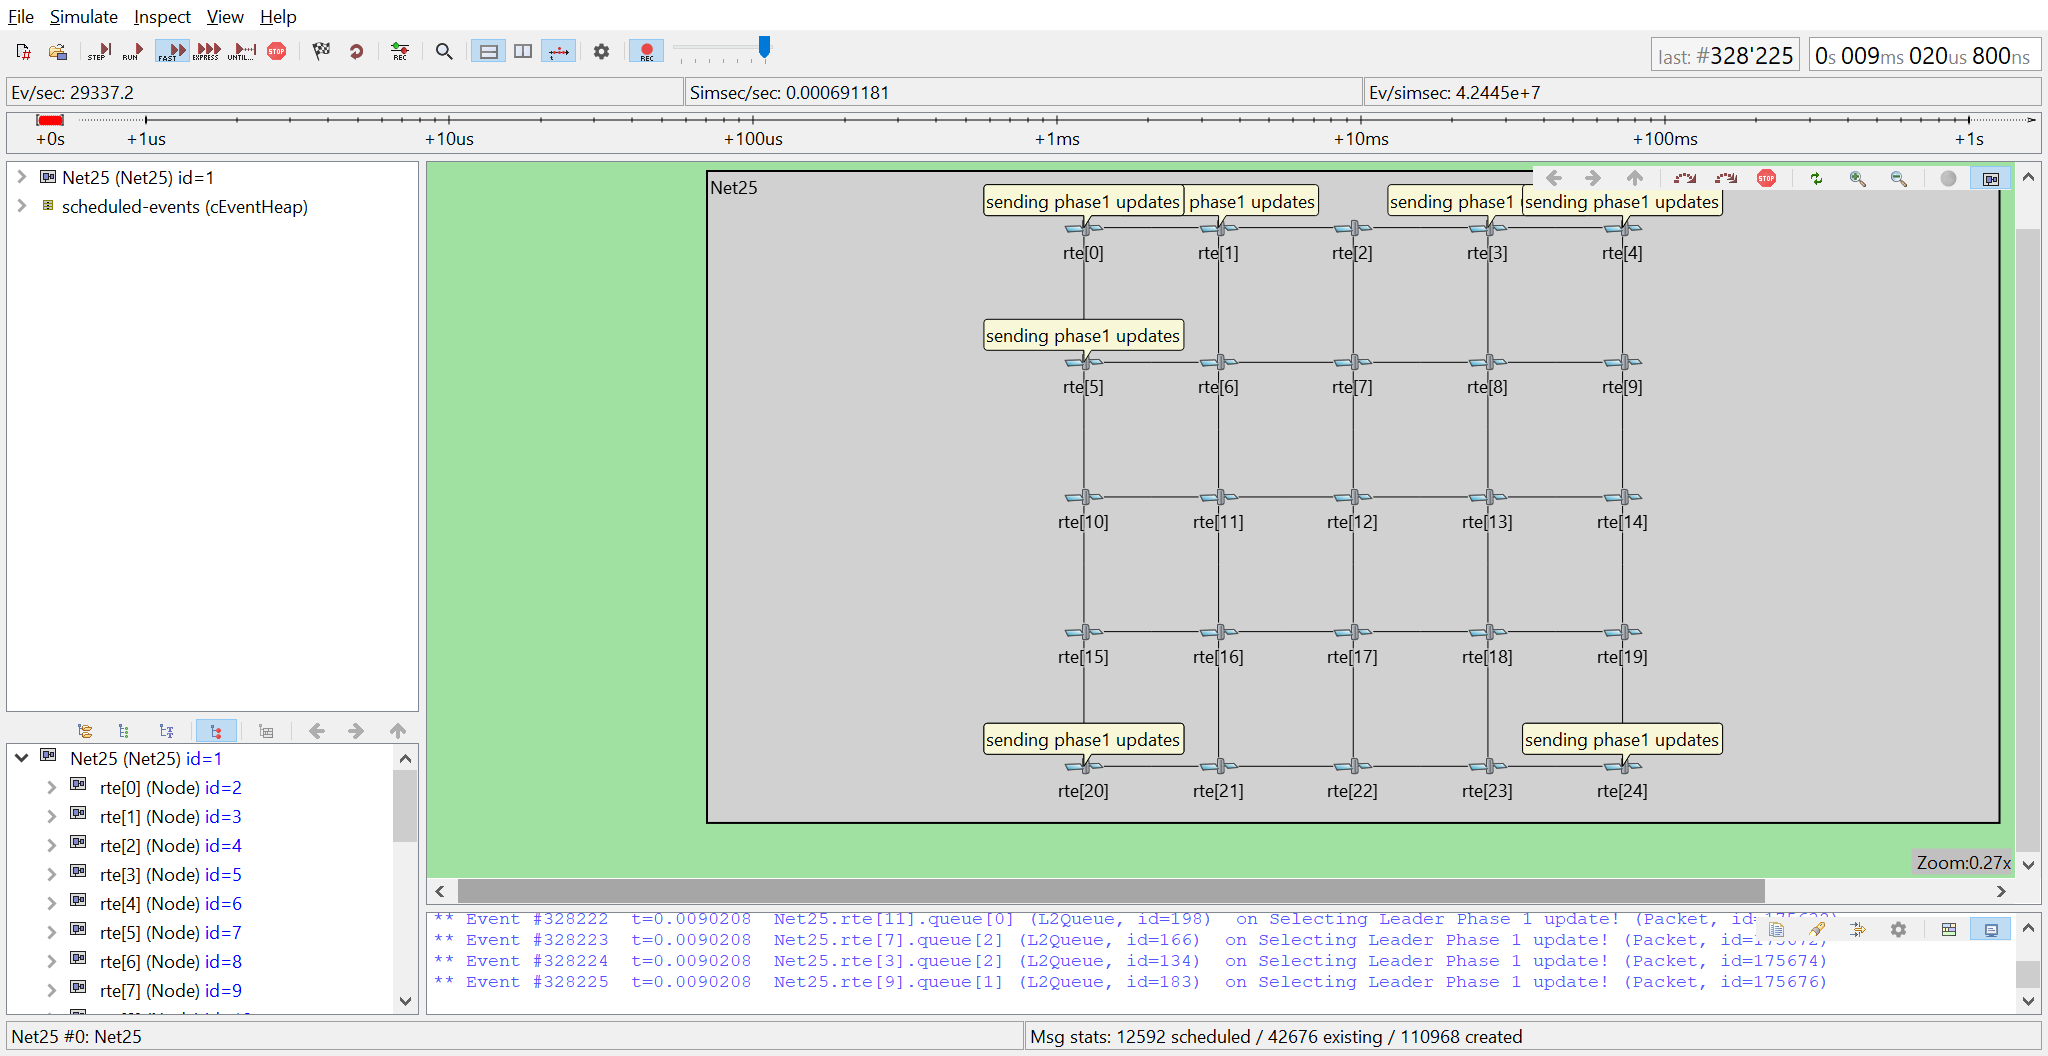 File Simulate Inspect View Help
STEP RUN FAST EXPRESS UNTIL... STOP REC REC
last: #328'225 0s 009ms 020us 800ns
Ev/sec: 29337.2 Simsec/sec: 0.000691181 Ev/simsec: 4.2445e+7
+0s +1us +10us +100us +1ms +10ms +100ms +1s
Net25 (Net25) id=1
scheduled-events (cEventHeap)
Net25
STOP
sending phase1 updates phase1 updates sending phase1 sending phase1 updates
rte[0] rte[1] rte[2] rte[3] rte[4]
sending phase1 updates
rte[5] rte[6] rte[7] rte[8] rte[9]
rte[10] rte[11] rte[12] rte[13] rte[14]
rte[15] rte[16] rte[17] rte[18] rte[19]
sending phase1 updates sending phase1 updates
rte[20] rte[21] rte[22] rte[23] rte[24]
Zoom:0.27x
Net25 (Net25) id=1
rte[0] (Node) id=2
rte[1] (Node) id=3
rte[2] (Node) id=4
rte[3] (Node) id=5
rte[4] (Node) id=6
rte[5] (Node) id=7
rte[6] (Node) id=8
rte[7] (Node) id=9
** Event #328222 t=0.0090208 Net25.rte[11].queue[0] (L2Queue, id=198) on Selecting Leader Phase 1 update! (Packet,
** Event #328223 t=0.0090208 Net25.rte[7].queue[2] (L2Queue, id=166) on Selecting Leader Phase 1 update! (Packet,
** Event #328224 t=0.0090208 Net25.rte[3].queue[2] (L2Queue, id=134) on Selecting Leader Phase 1 update! (Packet, id=175674)
** Event #328225 t=0.0090208 Net25.rte[9].queue[1] (L2Queue, id=183) on Selecting Leader Phase 1 update! (Packet, id=175676)
Net25 #0: Net25 Msg stats: 12592 scheduled / 42676 existing / 110968 created